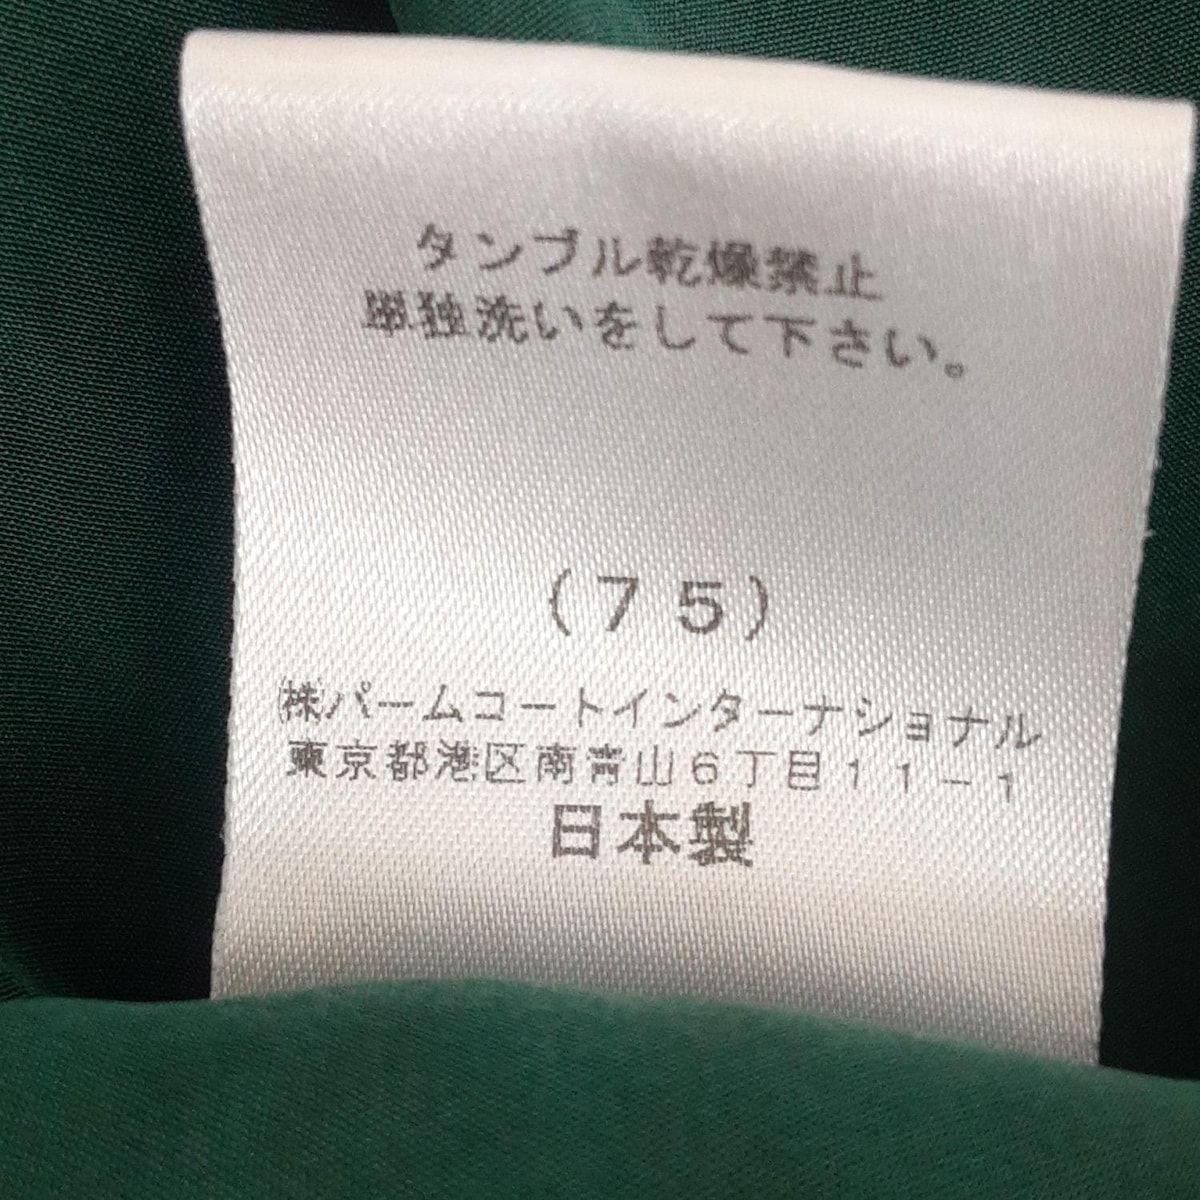 タンブル乾燥禁止
単独洗いをして下さい。
(75)
㈱パームコートインターナショナル
東京都港区南青山6丁目11-1
日本製